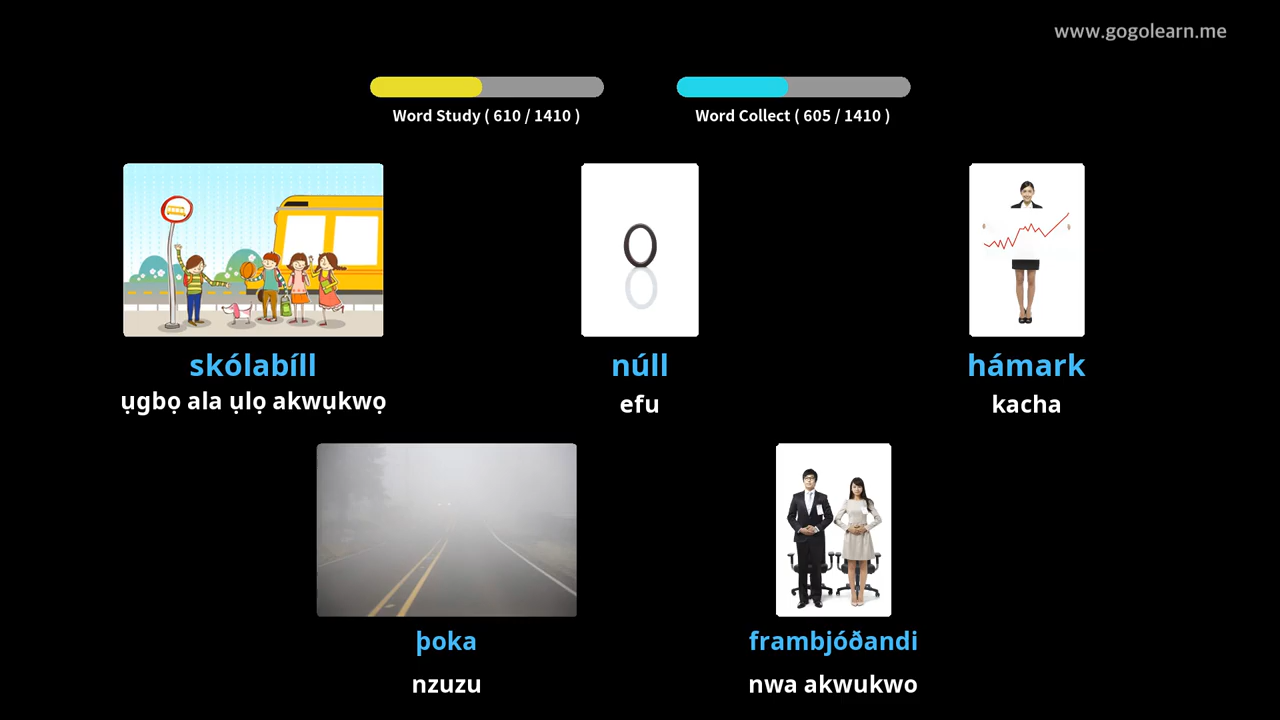 www.gogolearn.me
Word Study ( 610 / 1410 )
Word Collect ( 605 / 1410 )
skólabíll
ụgbọ ala ụlọ akwụkwọ
núll
efu
hámark
kacha
þoka
nzuzu
frambjóðandi
nwa akwukwo